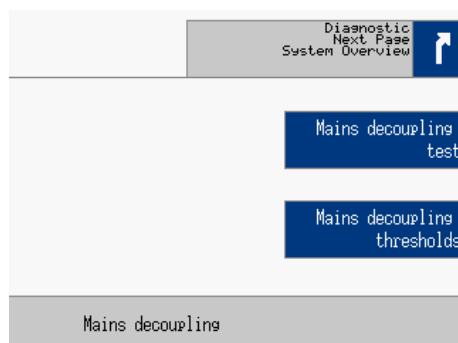 Diagnostic
Next Page
System Overview
Mains decoupling
test
Mains decoupling
thresholds
Mains decoupling